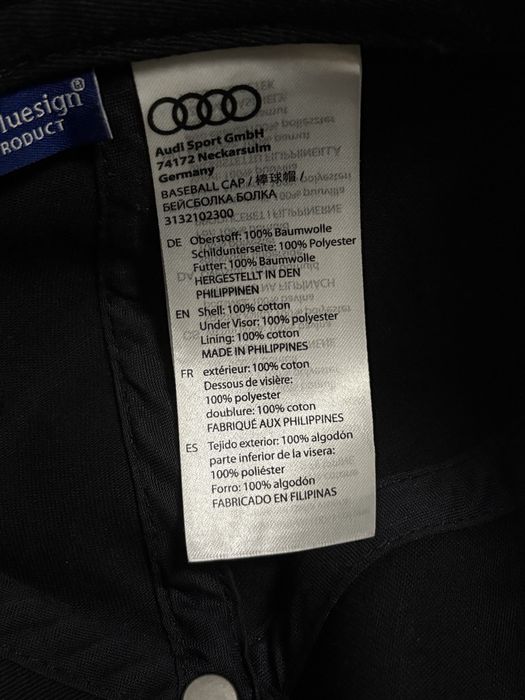 luesign®
RODUCT
Audi Sport GmbH
74172 Neckarsulm
Germany
BASEBALL CAP / 棒球帽 /
БЕЙСБОЛКА БОЛКА
3132102300
DE Oberstoff: 100% Baumwolle
Schildunterseite: 100% Polyester
Futter: 100% Baumwolle
HERGESTELLT IN DEN
PHILIPPINEN
EN Shell: 100% cotton
Under Visor: 100% polyester
Lining: 100% cotton
MADE IN PHILIPPINES
FR extérieur: 100% coton
Dessous de visière:
100% polyester
doublure: 100% coton
FABRIQUÉ AUX PHILIPPINES
ES Tejido exterior: 100% algodón
parte inferior de la visera:
100% poliéster
Forro: 100% algodón
FABRICADO EN FILIPINAS